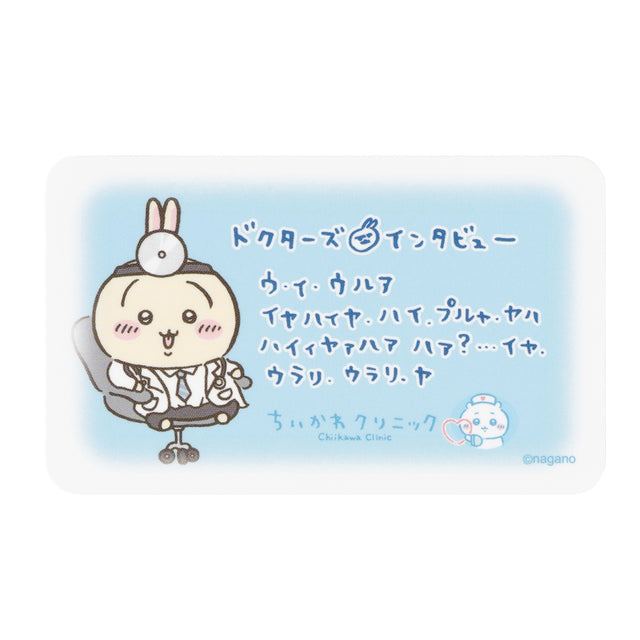 ドクターズインタビュー
ウ・イ・ウルア
イヤハイヤ・ハイ・プルャ・ヤハ
ハイィヤァハア ハァ?…イヤ・
ウラリ・ウラリ・ヤ
ちいかわクリニック
Chiikawa Clinic
©nagano